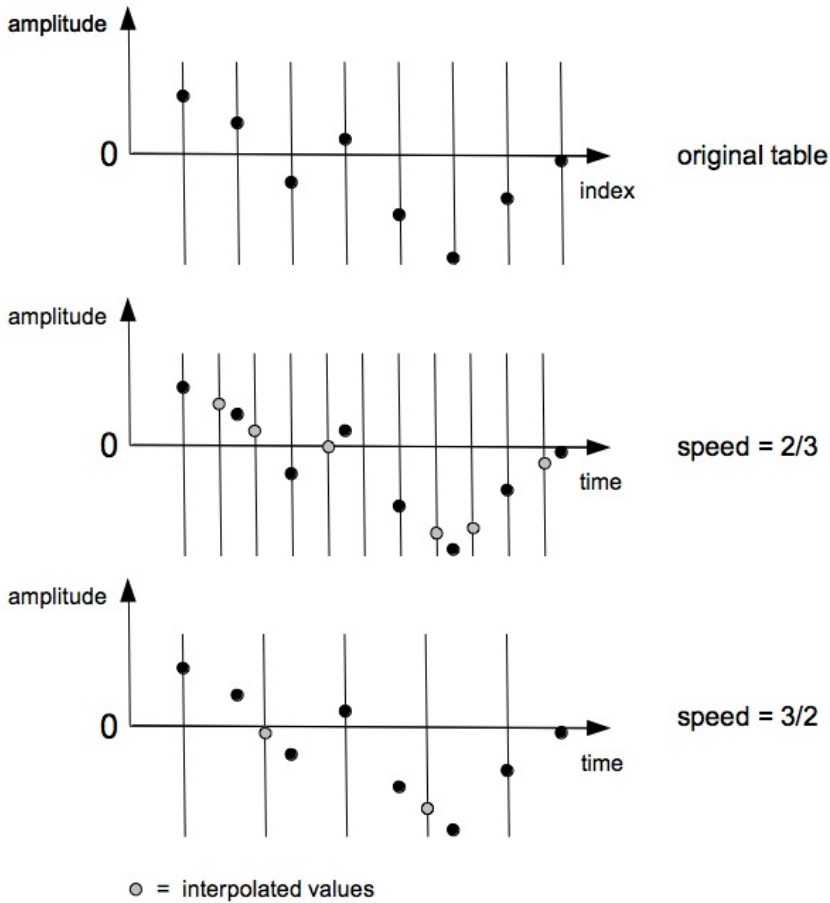 amplitude
0
index
original table
amplitude
0
time
speed = 2/3
amplitude
0
time
speed = 3/2
= interpolated values